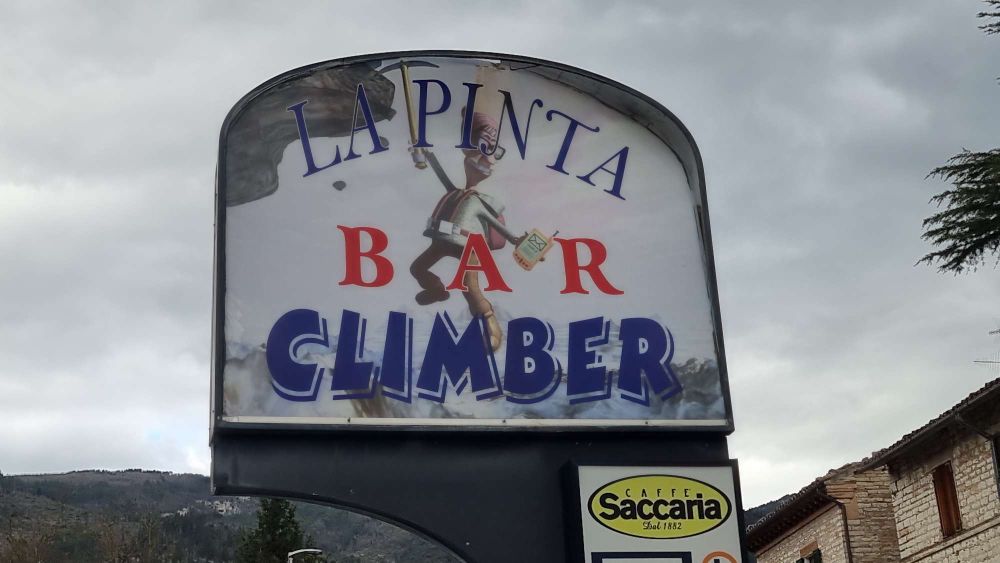 LA PINTA
BAR
CLIMBER
CAFFÈ
Saccaria
Dal 1882